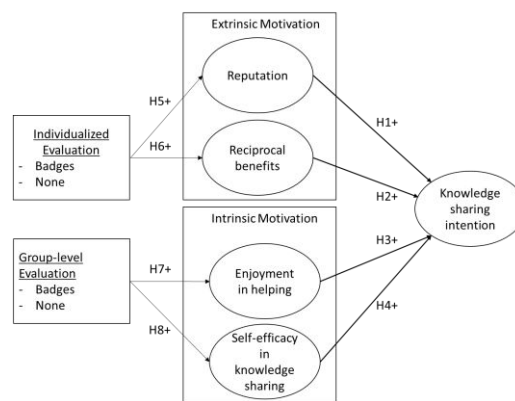 Extrinsic Motivation
Reputation
H5+
H1+
Individualized
Evaluation
- Badges
- None
H6+
Reciprocal
benefits
H2+
Knowledge
sharing
intention
Intrinsic Motivation
H3+
Group-level
Evaluation
- Badges
- None
H7+
Enjoyment
in helping
H4+
H8+
Self-efficacy
in
knowledge
sharing